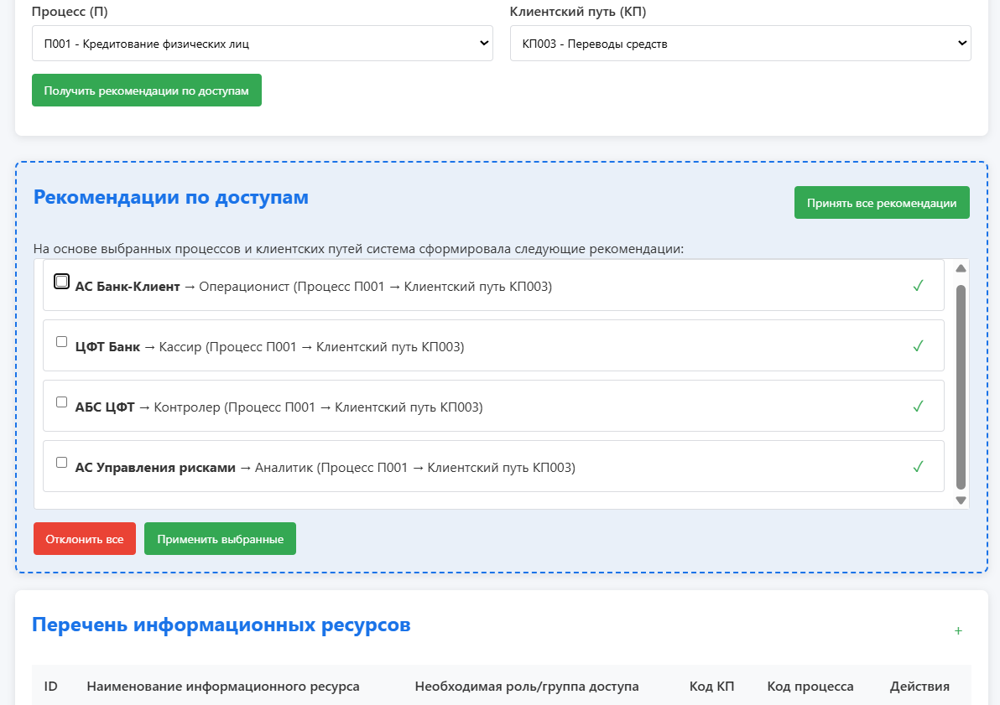 Процесс (П) Клиентский путь (КП)
П001 - Кредитование физических лиц КП003 - Переводы средств
Получить рекомендации по доступам
Рекомендации по доступам Принять все рекомендации
На основе выбранных процессов и клиентских путей система сформировала следующие рекомендации:
АС Банк-Клиент → Операционист (Процесс П001 → Клиентский путь КП003) ✓
ЦФТ Банк → Кассир (Процесс П001 → Клиентский путь КП003) ✓
АБС ЦФТ → Контролер (Процесс П001 → Клиентский путь КП003) ✓
АС Управления рисками → Аналитик (Процесс П001 → Клиентский путь КП003) ✓
Отклонить все Применить выбранные
Перечень информационных ресурсов +
ID Наименование информационного ресурса Необходимая роль/группа доступа Код КП Код процесса Действия